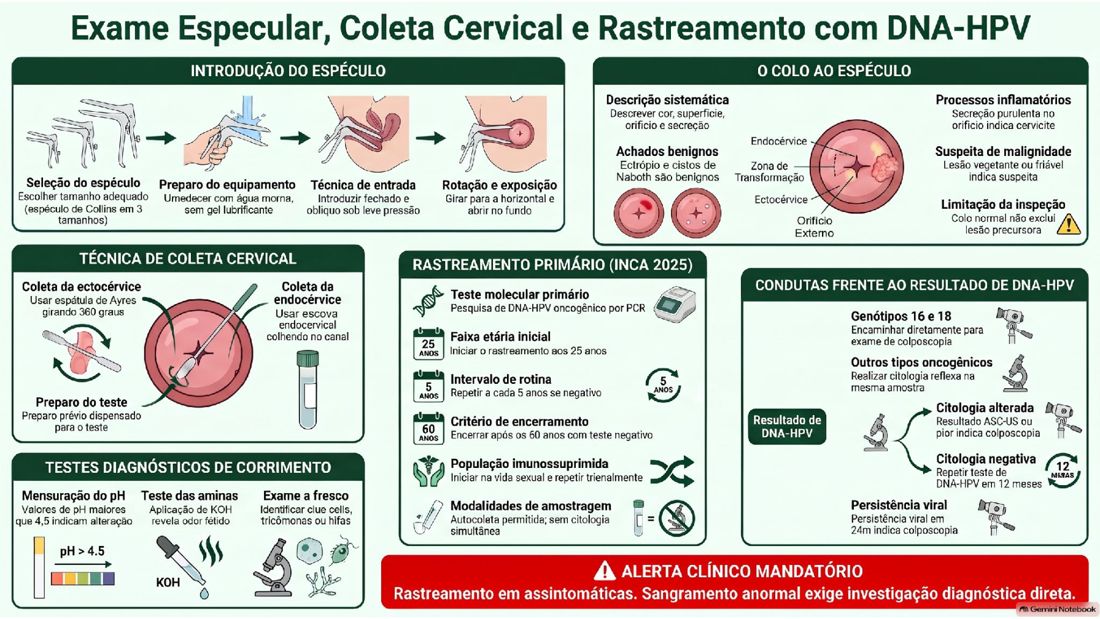 Exame Especular, Coleta Cervical e Rastreamento com DNA-HPV
INTRODUÇÃO DO ESPÉCULO
Seleção do espéculo
Escolher tamanho adequado
(espéculo de Collins em 3
tamanhos)
Preparo do equipamento
Umedecer com água morna,
sem gel lubrificante
Técnica de entrada
Introduzir fechado e
oblíquo sob leve pressão
Rotação e exposição
Girar para a horizontal e
abrir no fundo
O COLO AO ESPÉCULO
Descrição sistemática
Descrever cor, superfície,
orifício e secreção
Achados benignos
Ectrópio e cistos de
Naboth são benignos
Endocérvice
Zona de
Transformação
Ectocérvice
Orifício
Externo
Processos inflamatórios
Secreção purulenta no
orifício indica cervicite
Suspeita de malignidade
Lesão vegetante ou friável
indica suspeita
Limitação da inspeção
Colo normal não exclui
lesão precursora
TÉCNICA DE COLETA CERVICAL
Coleta da ectocérvice
Usar espátula de Ayres
girando 360 graus
Preparo do teste
Preparo prévio dispensado
para o teste
Coleta da
endocérvice
Usar escova
endocervical
colhendo no canal
TESTES DIAGNÓSTICOS DE CORRIMENTO
Mensuração do pH
Valores de pH maiores
que 4,5 indicam alteração
pH > 4.5
Teste das aminas
Aplicação de KOH
revela odor fétido
KOH
Exame a fresco
Identificar clue cells,
tricômonas ou hifas
RASTREAMENTO PRIMÁRIO (INCA 2025)
Teste molecular primário
Pesquisa de DNA-HPV oncogênico por PCR
25
ANOS
Faixa etária inicial
Iniciar o rastreamento aos 25 anos
5
ANOS
Intervalo de rotina
Repetir a cada 5 anos se negativo
5
ANOS
60
ANOS
Critério de encerramento
Encerrar após os 60 anos com teste negativo
População imunossuprimida
Iniciar na vida sexual e repetir trienalmente
Modalidades de amostragem
Autocoleta permitida; sem citologia
simultânea
=
CONDUTAS FRENTE AO RESULTADO DE DNA-HPV
Resultado de
DNA-HPV
Genótipos 16 e 18
Encaminhar diretamente para
exame de colposcopia
Outros tipos oncogênicos
Realizar citologia reflexa na
mesma amostra
Citologia alterada
Resultado ASC-US ou
pior indica colposcopia
Citologia negativa
Repetir teste de
DNA-HPV em 12 meses
12
Persistência viral
Persistência viral em
24m indica colposcopia
ALERTA CLÍNICO MANDATÓRIO
Rastreamento em assintomáticas. Sangramento anormal exige investigação diagnóstica direta.
Gemini Notebook